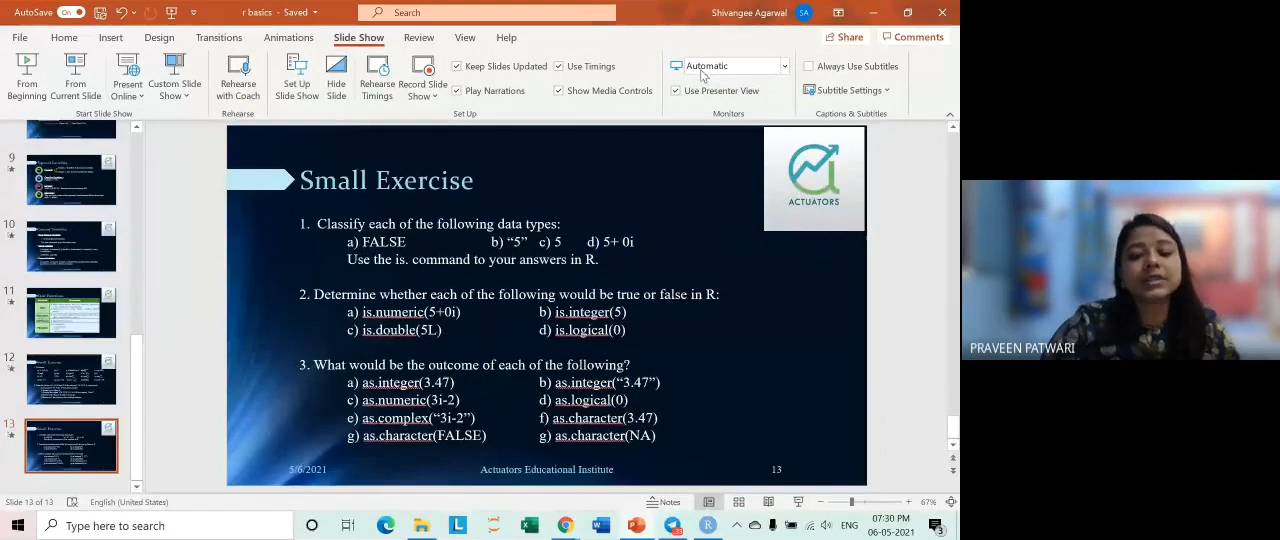 AutoSave On r basics - Saved Search Shivangee Agarwal SA
File Home Insert Design Transitions Animations Slide Show Review View Help Share Comments
From Beginning From Current Slide Present Online Custom Slide Show Rehearse with Coach Set Up Slide Show Hide Slide Rehearse Timings Record Slide Show
Keep Slides Updated Use Timings Automatic Always Use Subtitles
Play Narrations Show Media Controls Use Presenter View Subtitle Settings
Start Slide Show Rehearse Set Up Monitors Captions & Subtitles
9
10
11
12
13
ACTUATORS
Small Exercise
1. Classify each of the following data types:
a) FALSE b) “5” c) 5 d) 5+ 0i
Use the is. command to your answers in R.
2. Determine whether each of the following would be true or false in R:
a) is.numeric(5+0i) b) is.integer(5)
c) is.double(5L) d) is.logical(0)
3. What would be the outcome of each of the following?
as.integer(3.47) b) as.integer(“3.47”)
c) as.numeric(3i-2) d) as.logical(0)
e) as.complex(“3i-2”) f) as.character(3.47)
g) as.character(FALSE) g) as.character(NA)
5/6/2021 Actuators Educational Institute 13
PRAVEEN PATWARI
Slide 13 of 13 English (United States) Notes 67%
Type here to search ENG 07:30 PM
06-05-2021 3